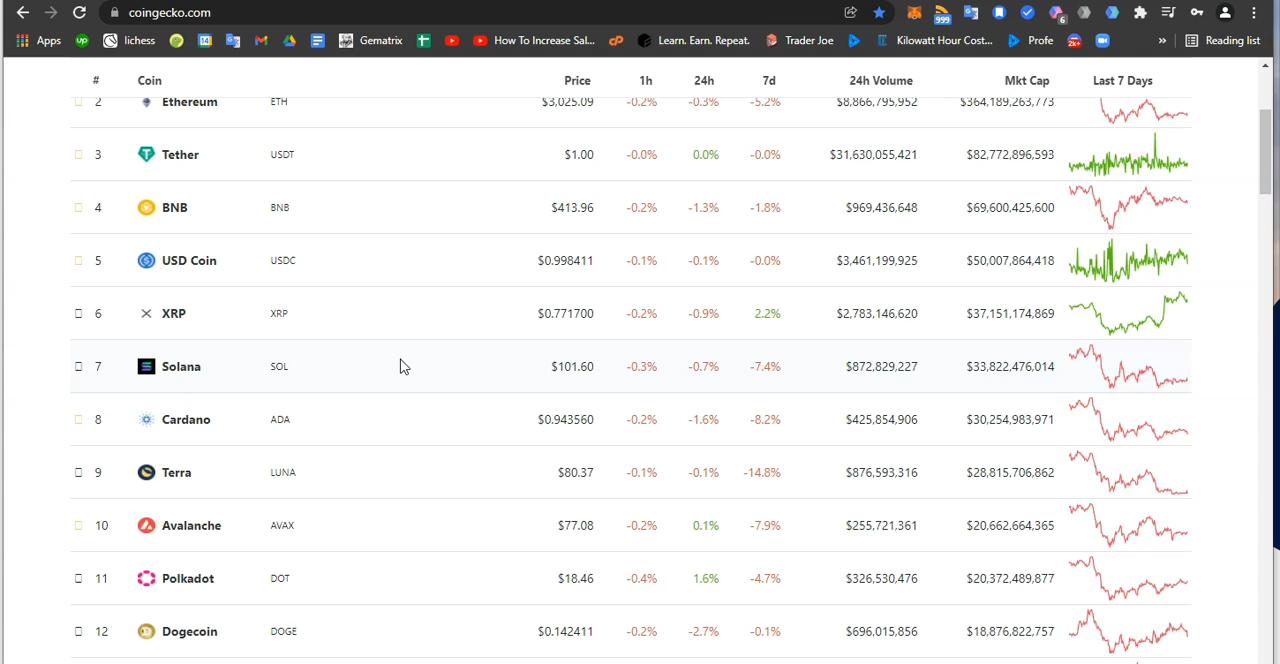 coingecko.com
999
6
Apps
lichess
14
Gematrix
How To Increase Sal...
Learn. Earn. Repeat.
Trader Joe
Kilowatt Hour Cost...
Profe
2k+
»
Reading list
# Coin Price 1h 24h 7d 24h Volume Mkt Cap Last 7 Days
2 Ethereum ETH $3,025.09 -0.2% -0.3% -5.2% $8,866,795,952 $364,189,263,773
3 Tether USDT $1.00 -0.0% 0.0% -0.0% $31,630,055,421 $82,772,896,593
4 BNB BNB $413.96 -0.2% -1.3% -1.8% $969,436,648 $69,600,425,600
5 USD Coin USDC $0.998411 -0.1% -0.1% -0.0% $3,461,199,925 $50,007,864,418
6 XRP XRP $0.771700 -0.2% -0.9% 2.2% $2,783,146,620 $37,151,174,869
7 Solana SOL $101.60 -0.3% -0.7% -7.4% $872,829,227 $33,822,476,014
8 Cardano ADA $0.943560 -0.2% -1.6% -8.2% $425,854,906 $30,254,983,971
9 Terra LUNA $80.37 -0.1% -0.1% -14.8% $876,593,316 $28,815,706,862
10 Avalanche AVAX $77.08 -0.2% 0.1% -7.9% $255,721,361 $20,662,664,365
11 Polkadot DOT $18.46 -0.4% 1.6% -4.7% $326,530,476 $20,372,489,877
12 Dogecoin DOGE $0.142411 -0.2% -2.7% -0.1% $696,015,856 $18,876,822,757